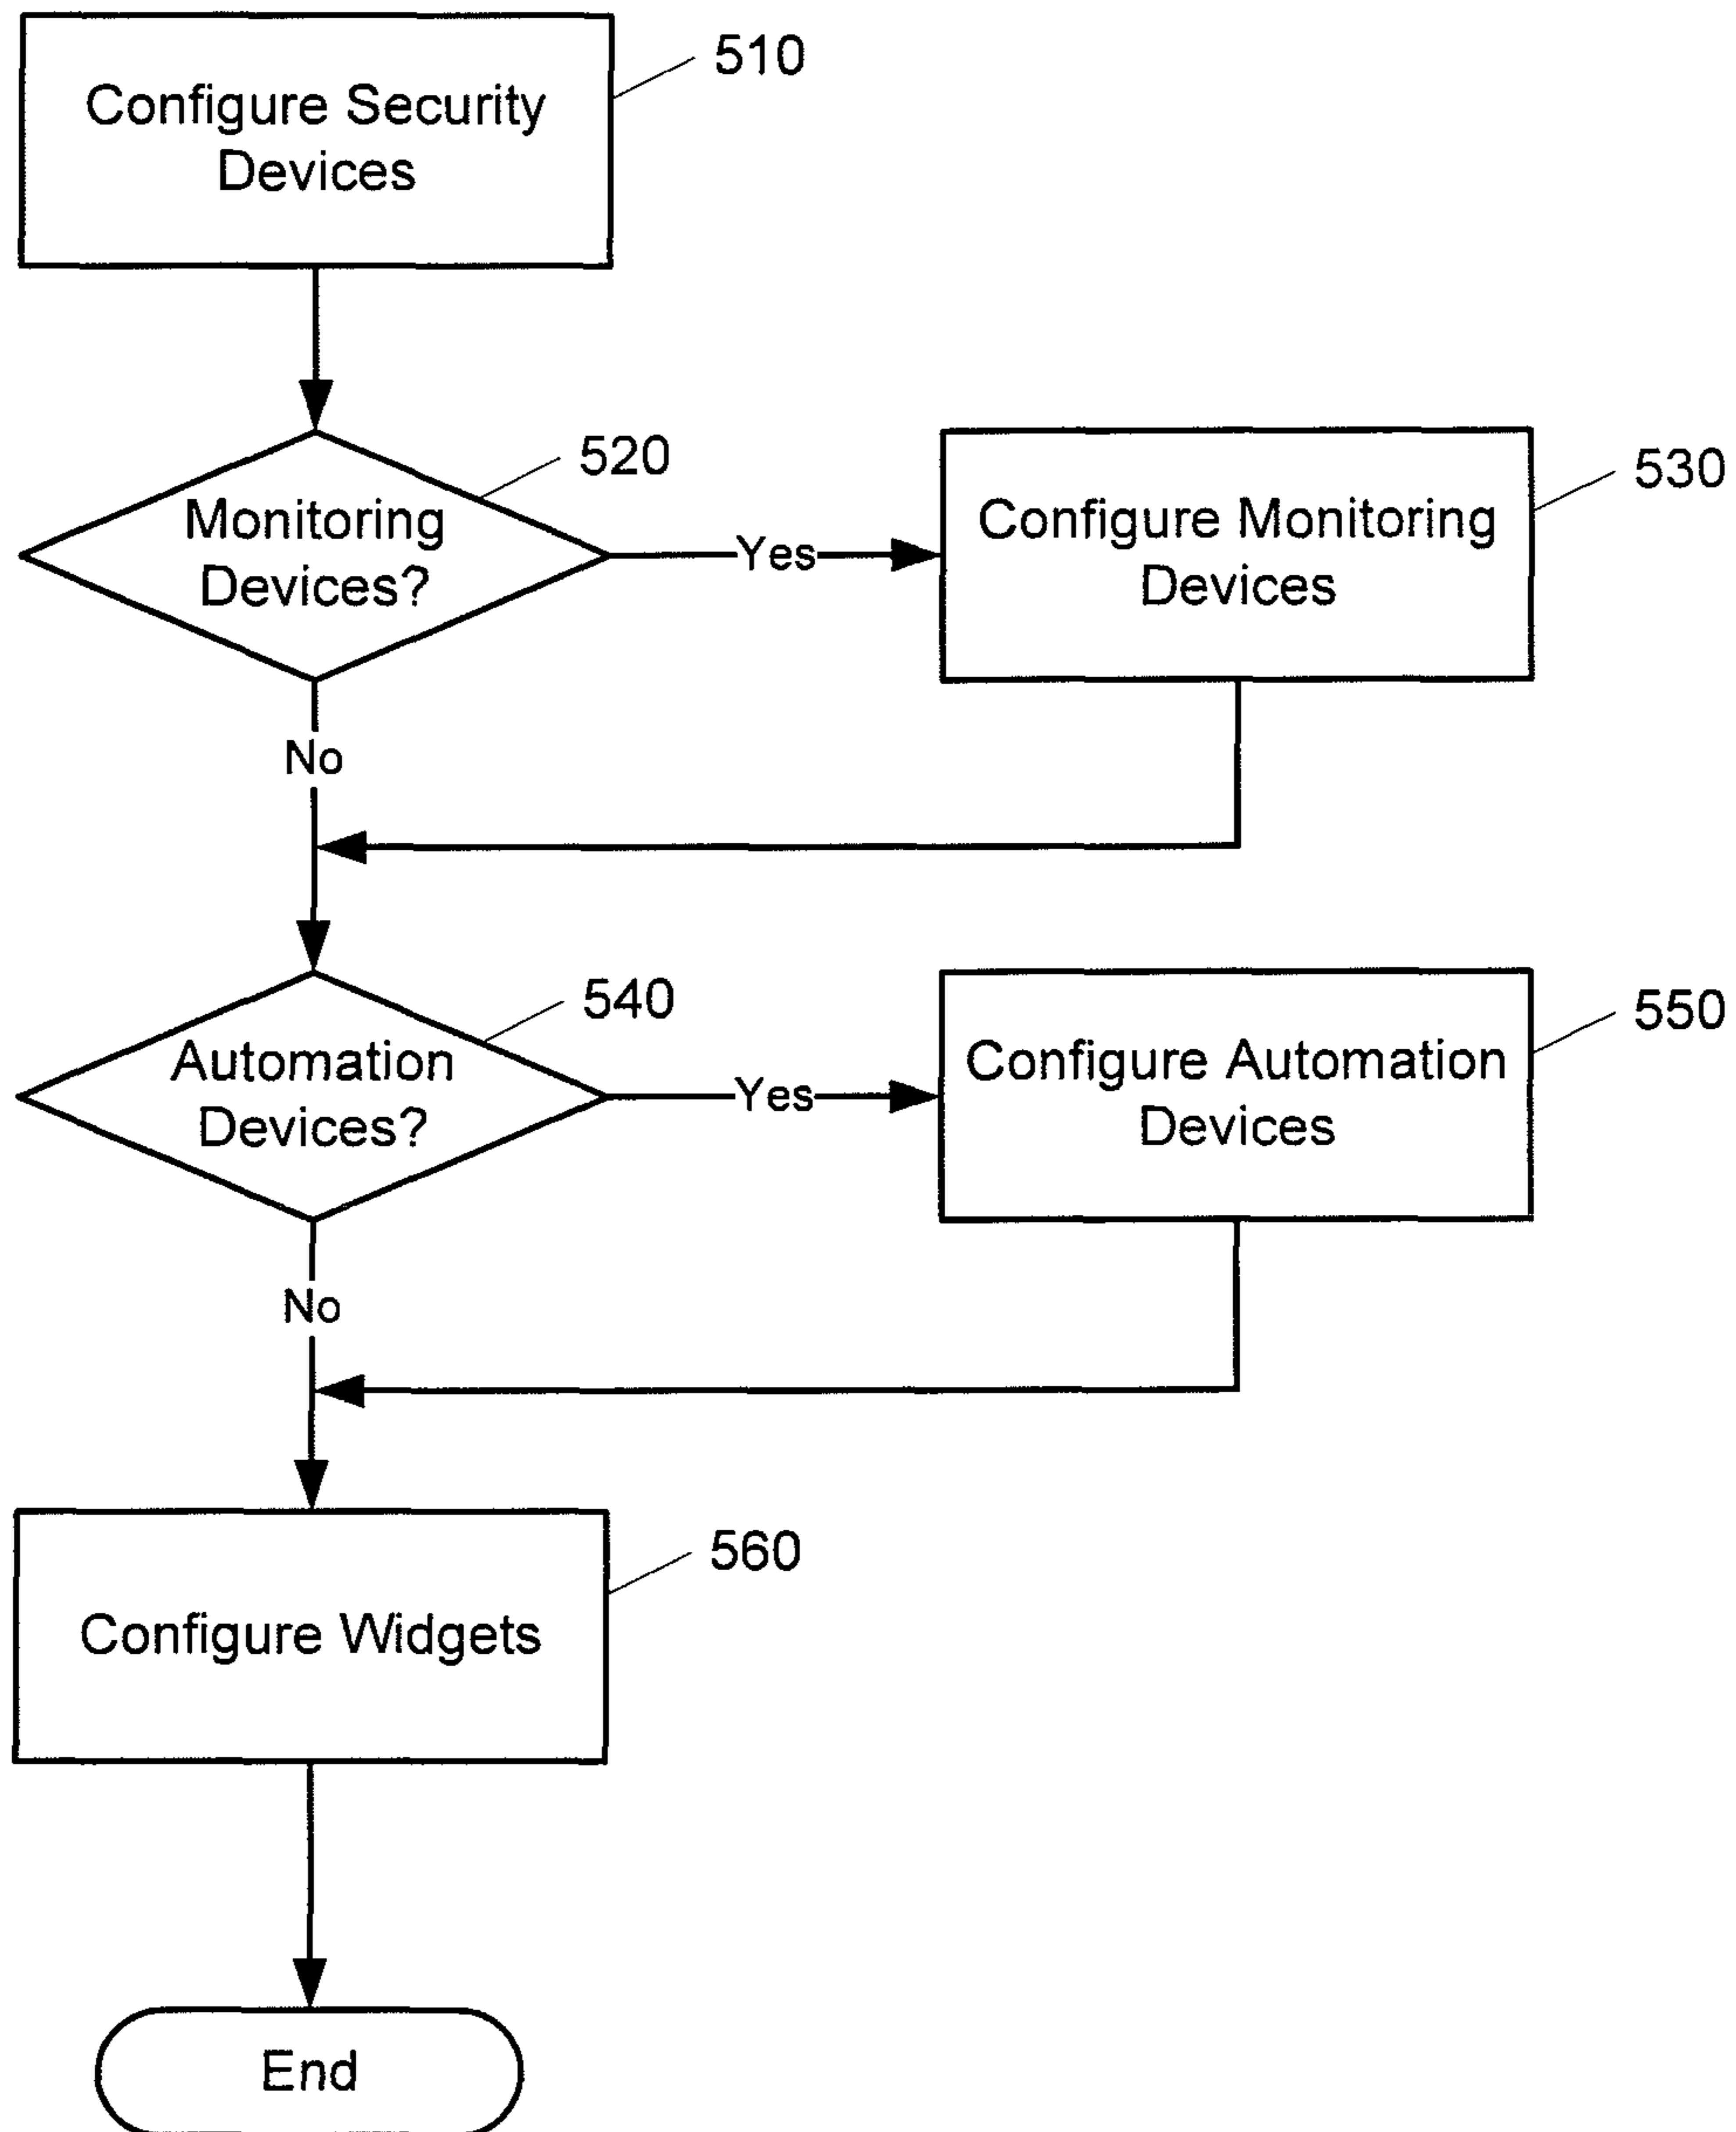 510
Configure Security
Devices
520
Monitoring
Devices?
Yes
530
Configure Monitoring
Devices
No
540
Automation
Devices?
Yes
550
Configure Automation
Devices
No
560
Configure Widgets
End